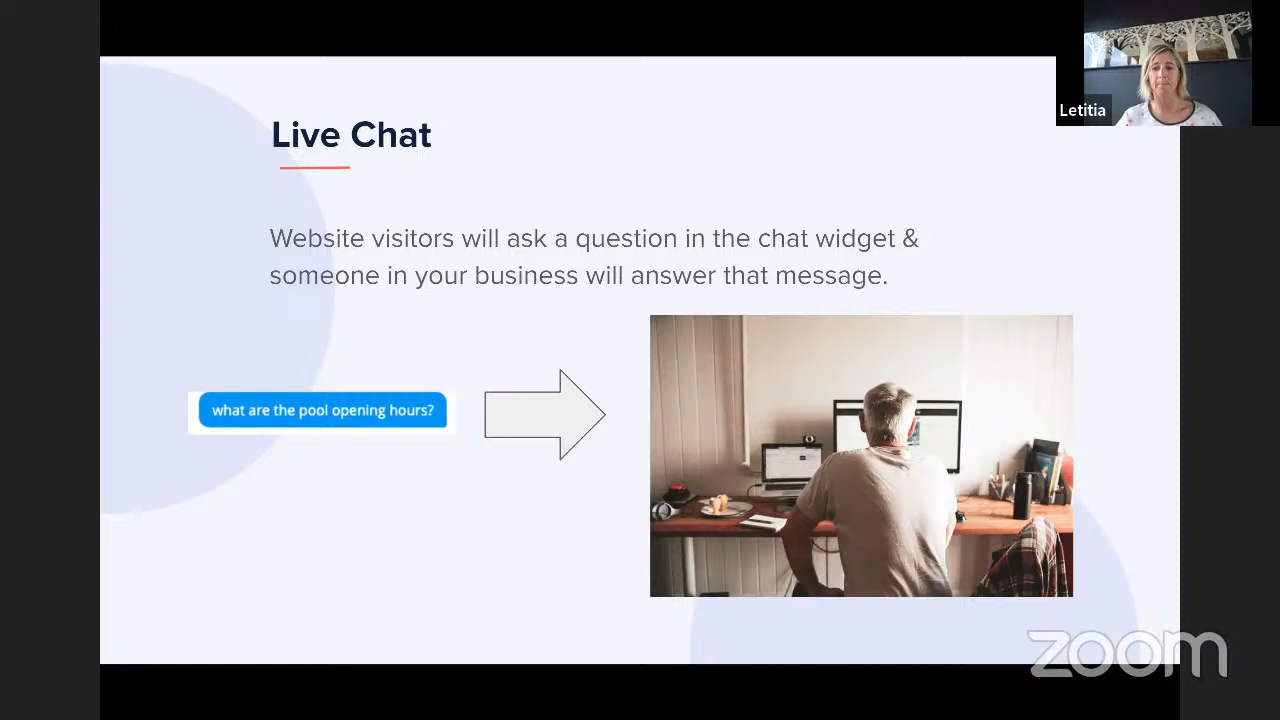 Letitia
Live Chat
Website visitors will ask a question in the chat widget &
someone in your business will answer that message.
what are the pool opening hours?
zoom